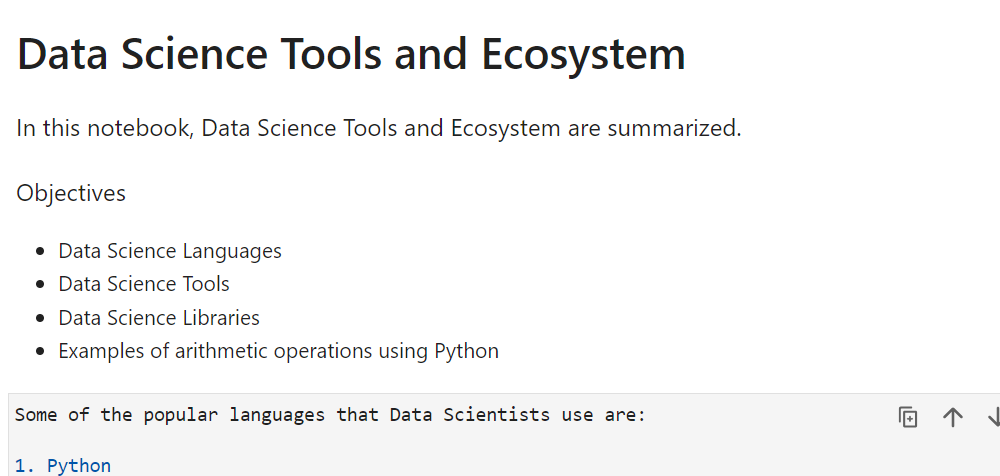 Data Science Tools and Ecosystem
In this notebook, Data Science Tools and Ecosystem are summarized.
Objectives
• Data Science Languages
• Data Science Tools
• Data Science Libraries
• Examples of arithmetic operations using Python
Some of the popular languages that Data Scientists use are:
1. Python